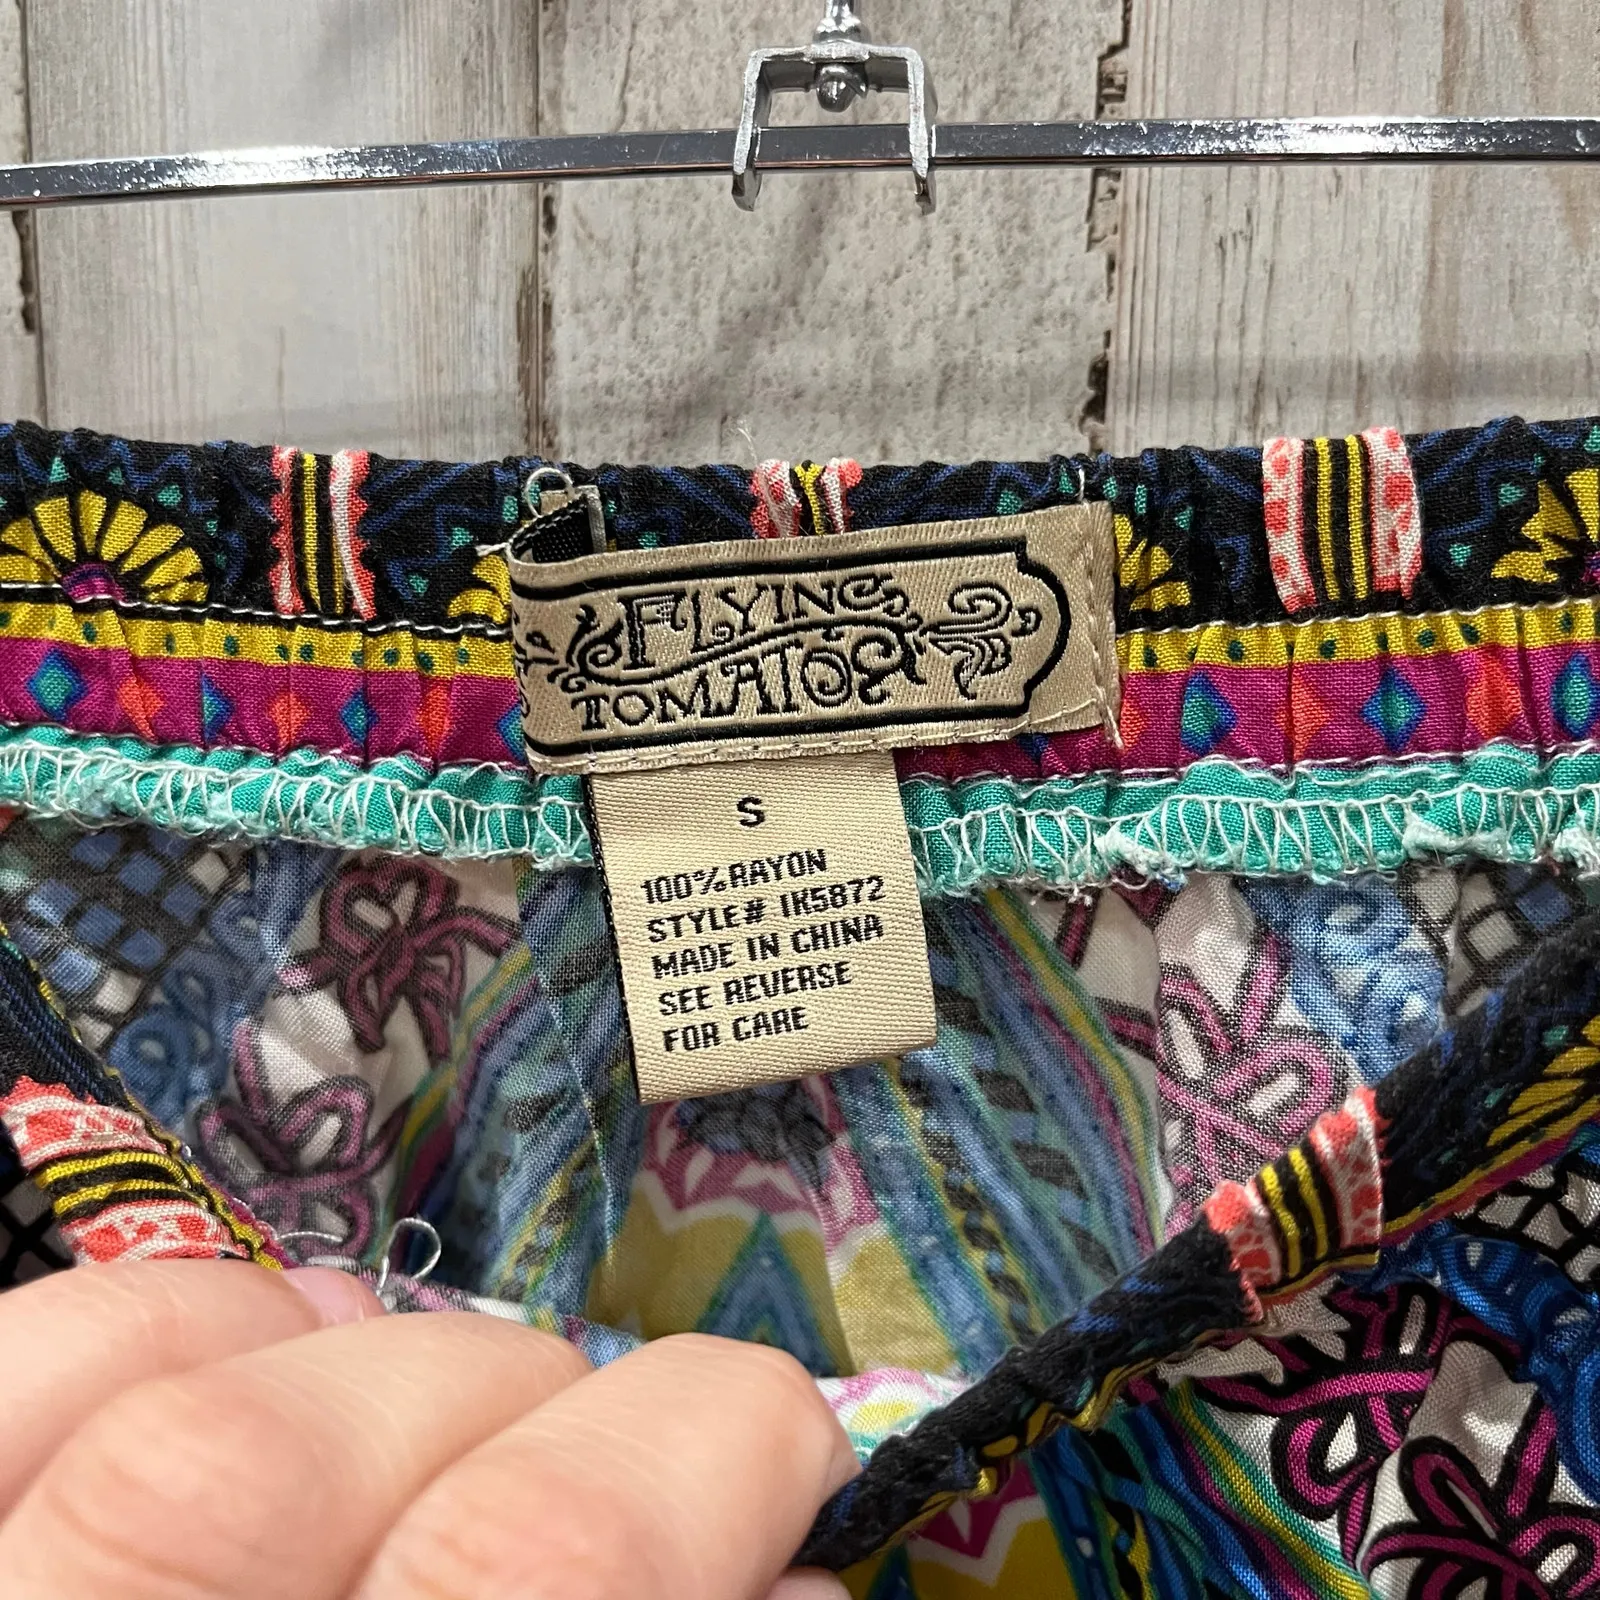 FLYING
TOMATO
S
100% RAYON
STYLE# IK5872
MADE IN CHINA
SEE REVERSE
FOR CARE